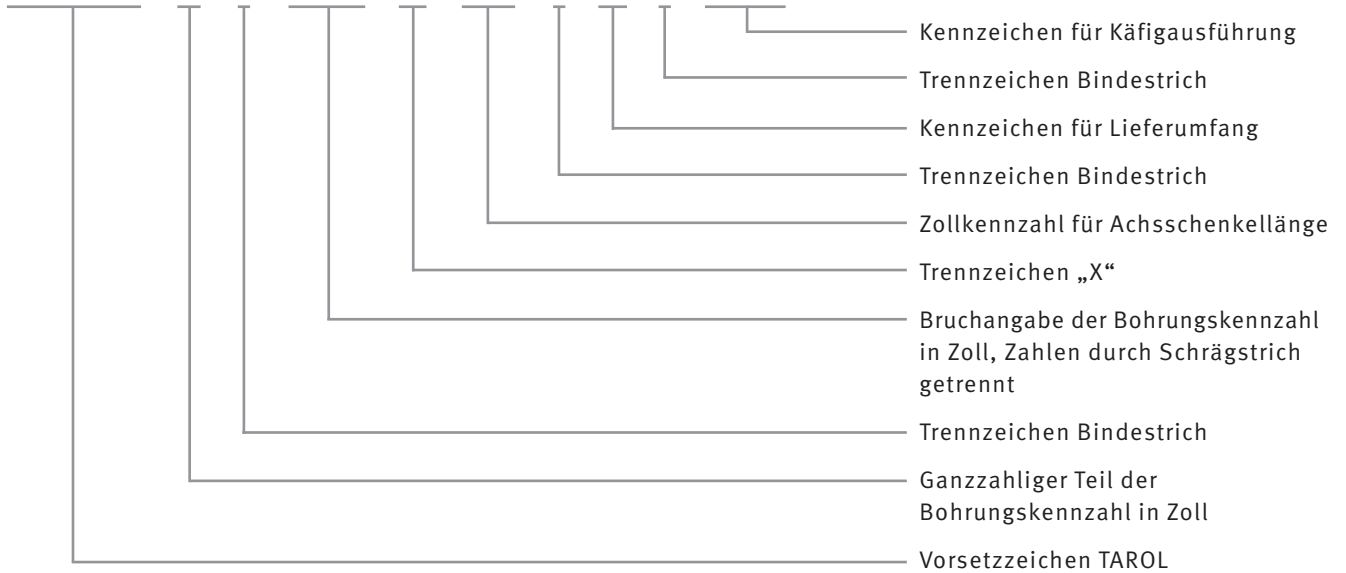 Kennzeichen für Käfigausführung
Trennzeichen Bindestrich
Kennzeichen für Lieferumfang
Trennzeichen Bindestrich
Zollkennzahl für Achsschenkellänge
Trennzeichen „X“
Bruchangabe der Bohrungskennzahl
in Zoll, Zahlen durch Schrägstrich
getrennt
Trennzeichen Bindestrich
Ganzzahliger Teil der
Bohrungskennzahl in Zoll
Vorsetzzeichen TAROL